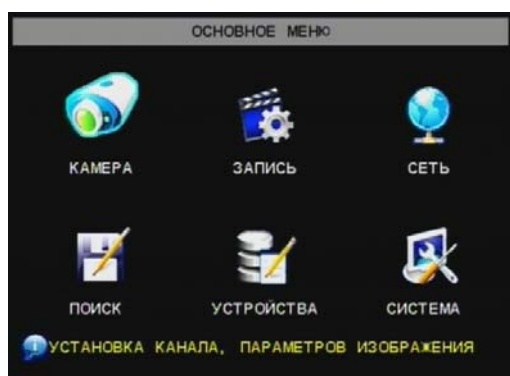 ОСНОВНОЕ МЕНЮ
КАМЕРА ЗАПИСЬ СЕТЬ
ПОИСК УСТРОЙСТВА СИСТЕМА
УСТАНОВКА КАНАЛА, ПАРАМЕТРОВ ИЗОБРАЖЕНИЯ